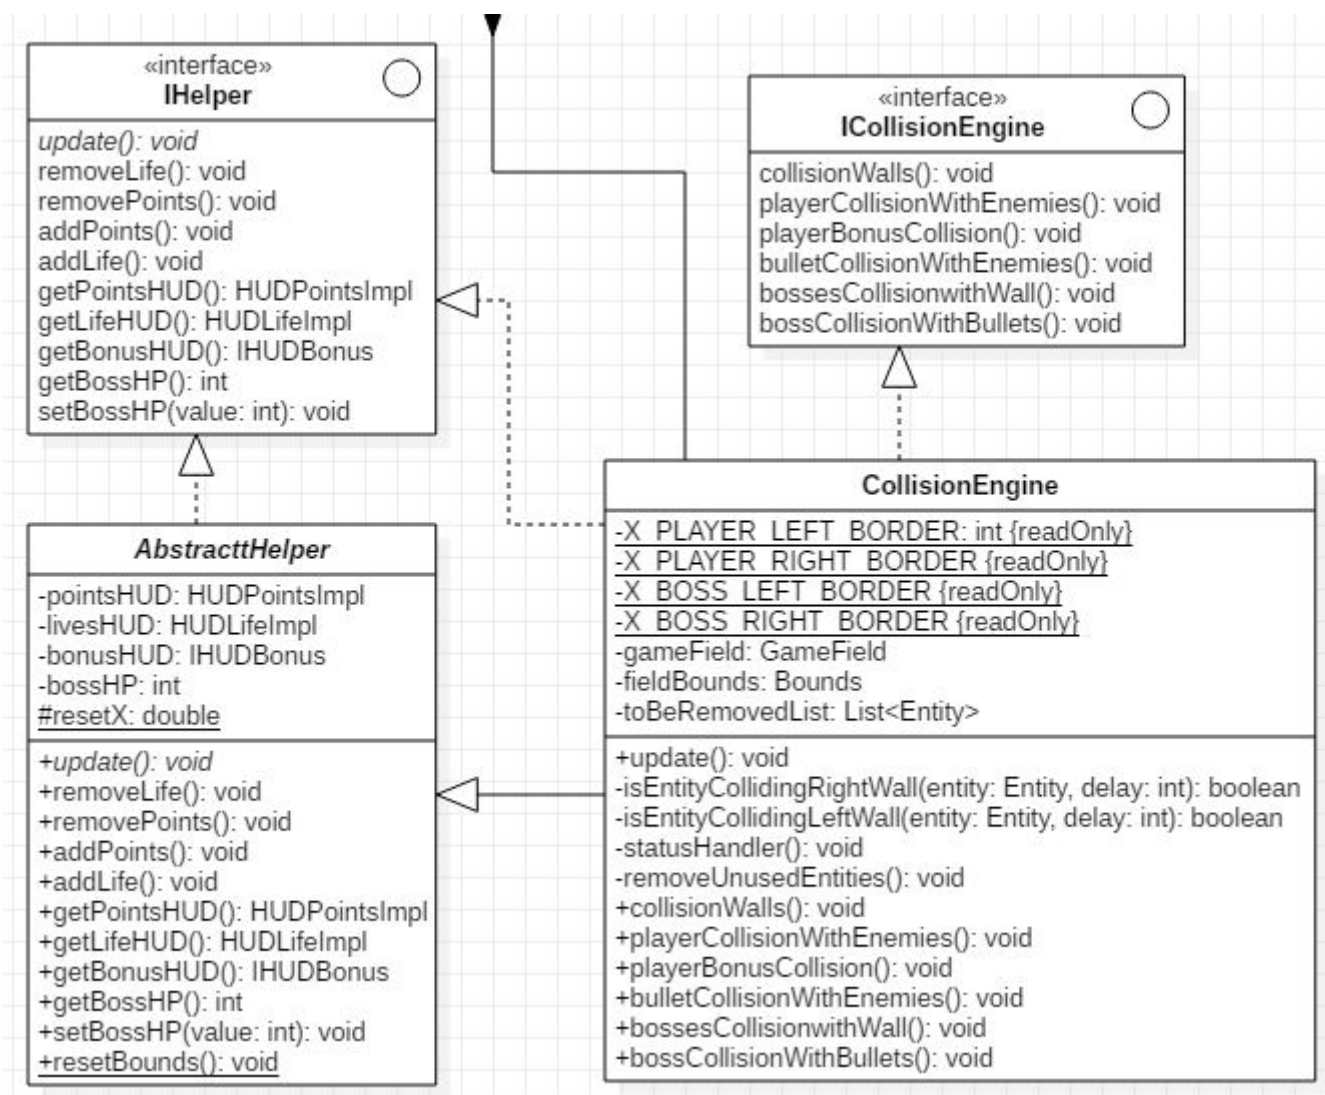 «interface»
IHelper
update(): void
removeLife(): void
removePoints(): void
addPoints(): void
addLife(): void
getPointsHUD(): HUDPointsImpl
getLifeHUD(): HUDLifeImpl
getBonusHUD(): IHUDBonus
getBossHP(): int
setBossHP(value: int): void
«interface»
ICollisionEngine
collisionWalls(): void
playerCollisionWithEnemies(): void
playerBonusCollision(): void
bulletCollisionWithEnemies(): void
bossesCollisionwithWall(): void
bossCollisionWithBullets(): void
AbstracttHelper
-pointsHUD: HUDPointsImpl
-livesHUD: HUDLifeImpl
-bonusHUD: IHUDBonus
-bossHP: int
#resetX: double
+update(): void
+removeLife(): void
+removePoints(): void
+addPoints(): void
+addLife(): void
+getPointsHUD(): HUDPointsImpl
+getLifeHUD(): HUDLifeImpl
+getBonusHUD(): IHUDBonus
+getBossHP(): int
+setBossHP(value: int): void
+resetBounds(): void
CollisionEngine
-X_PLAYER_LEFT_BORDER: int {readOnly}
-X_PLAYER_RIGHT_BORDER {readOnly}
-X_BOSS_LEFT_BORDER {readOnly}
-X_BOSS_RIGHT_BORDER {readOnly}
-gameField: GameField
-fieldBounds: Bounds
-toBeRemovedList: List<Entity>
+update(): void
-isEntityCollidingRightWall(entity: Entity, delay: int): boolean
-isEntityCollidingLeftWall(entity: Entity, delay: int): boolean
-statusHandler(): void
-removeUnusedEntities(): void
+collisionWalls(): void
+playerCollisionWithEnemies(): void
+playerBonusCollision(): void
+bulletCollisionWithEnemies(): void
+bossesCollisionwithWall(): void
+bossCollisionWithBullets(): void